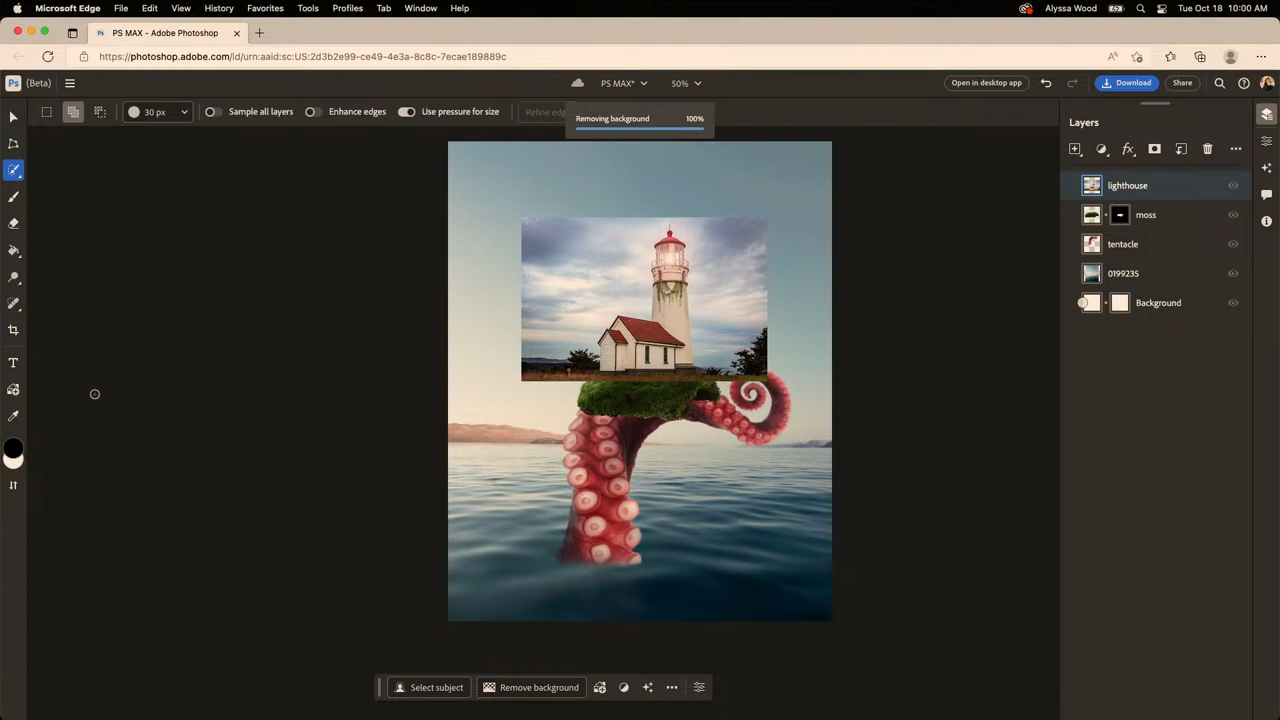 Microsoft Edge File Edit View History Favorites Tools Profiles Tab Window Help Alyssa Wood Tue Oct 18 10:00 AM
PS MAX - Adobe Photoshop
https://photoshop.adobe.com/id/urn:aaid:sc:US:2d3b2e99-ce49-4e3a-8c8c-7ecae189889c
Ps (Beta) PS MAX* 50% Open in desktop app Download Share
30 px Sample all layers Enhance edges Use pressure for size Refine edg
Removing background 100%
Layers
lighthouse
moss
tentacle
0199235
Background
Select subject Remove background